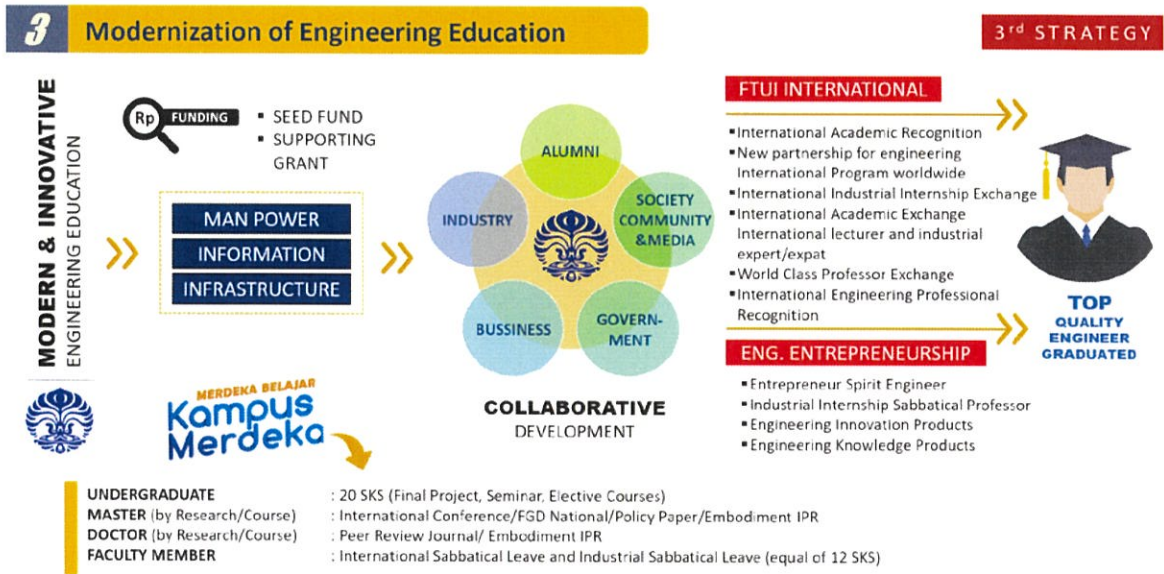 3 Modernization of Engineering Education
3rd STRATEGY
MODERN & INNOVATIVE
ENGINEERING EDUCATION
Rp FUNDING
▪ SEED FUND
▪ SUPPORTING
GRANT
MAN POWER
INFORMATION
INFRASTRUCTURE
ALUMNI
INDUSTRY
SOCIETY
COMMUNITY
&MEDIA
BUSSINESS
GOVERN-
MENT
COLLABORATIVE
DEVELOPMENT
FTUI INTERNATIONAL
▪International Academic Recognition
▪New partnership for engineering
International Program worldwide
▪International Industrial Internship Exchange
▪International Academic Exchange
International lecturer and industrial
expert/expat
▪World Class Professor Exchange
▪International Engineering Professional
Recognition
ENG. ENTREPRENEURSHIP
▪Entrepreneur Spirit Engineer
▪Industrial Internship Sabbatical Professor
▪Engineering Innovation Products
▪Engineering Knowledge Products
TOP
QUALITY
ENGINEER
GRADUATED
MERDEKA BELAJAR
Kampus
Merdeka
UNDERGRADUATE : 20 SKS (Final Project, Seminar, Elective Courses)
MASTER (by Research/Course) : International Conference/FGD National/Policy Paper/Embodiment IPR
DOCTOR (by Research/Course) : Peer Review Journal/ Embodiment IPR
FACULTY MEMBER : International Sabbatical Leave and Industrial Sabbatical Leave (equal of 12 SKS)